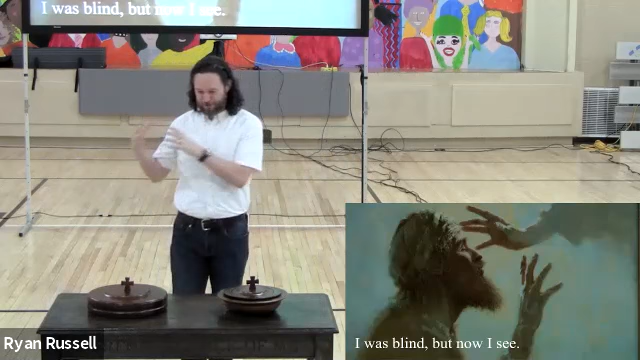 I was blind, but now I see.
Ryan Russell
I was blind, but now I see.